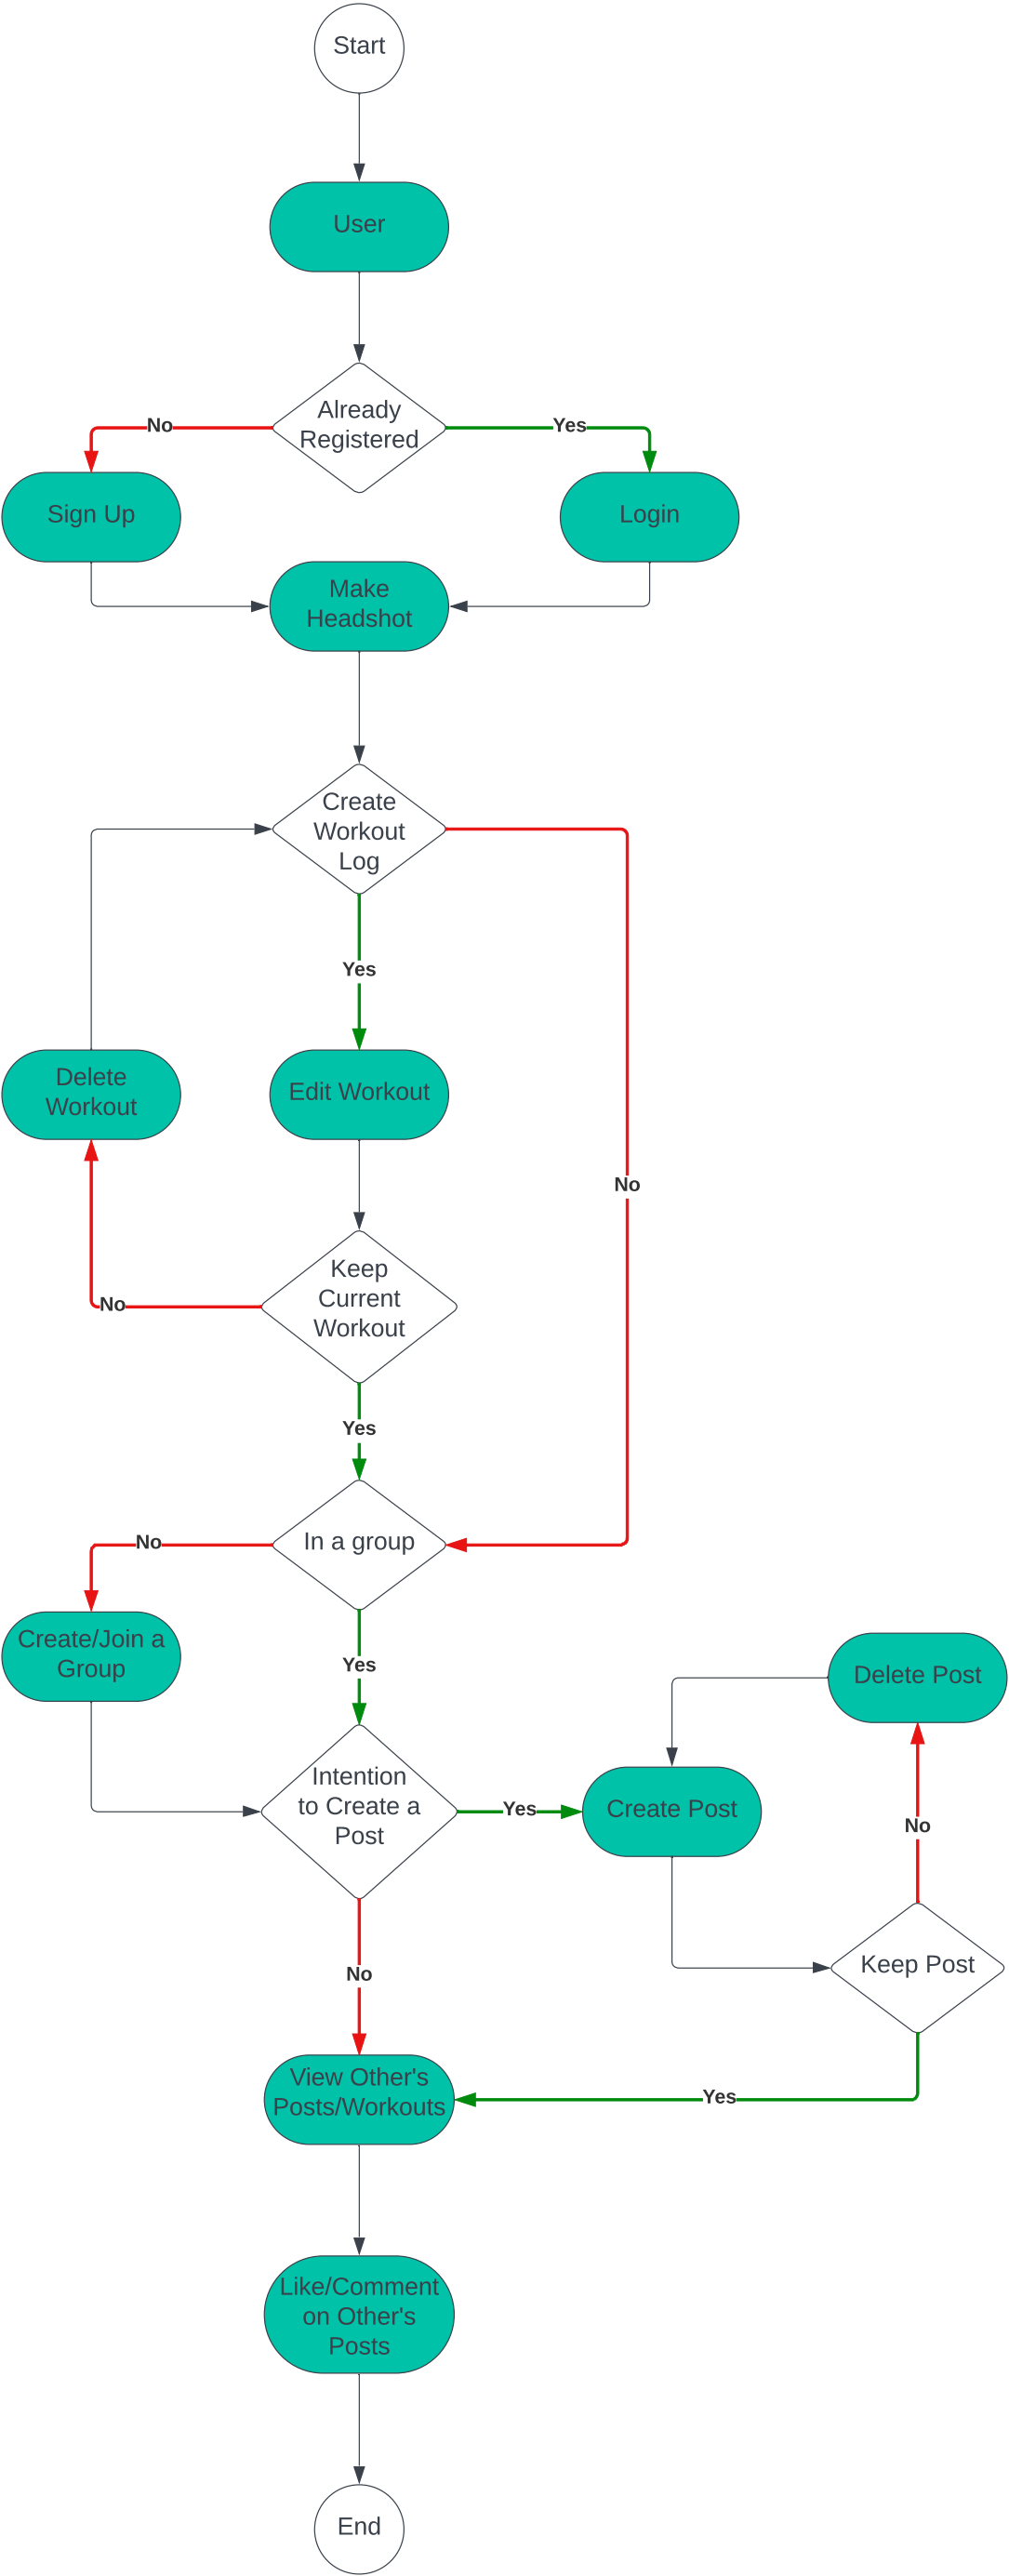 Start
User
Already
Registered
No
Yes
Sign Up
Login
Make
Headshot
Create
Workout
Log
Yes
Delete
Workout
Edit Workout
No
Keep
Current
Workout
No
Yes
In a group
No
Create/Join a
Group
Yes
Delete Post
Intention
to Create a
Post
Yes
Create Post
No
Keep Post
No
View Other's
Posts/Workouts
Yes
Like/Comment
on Other's
Posts
End